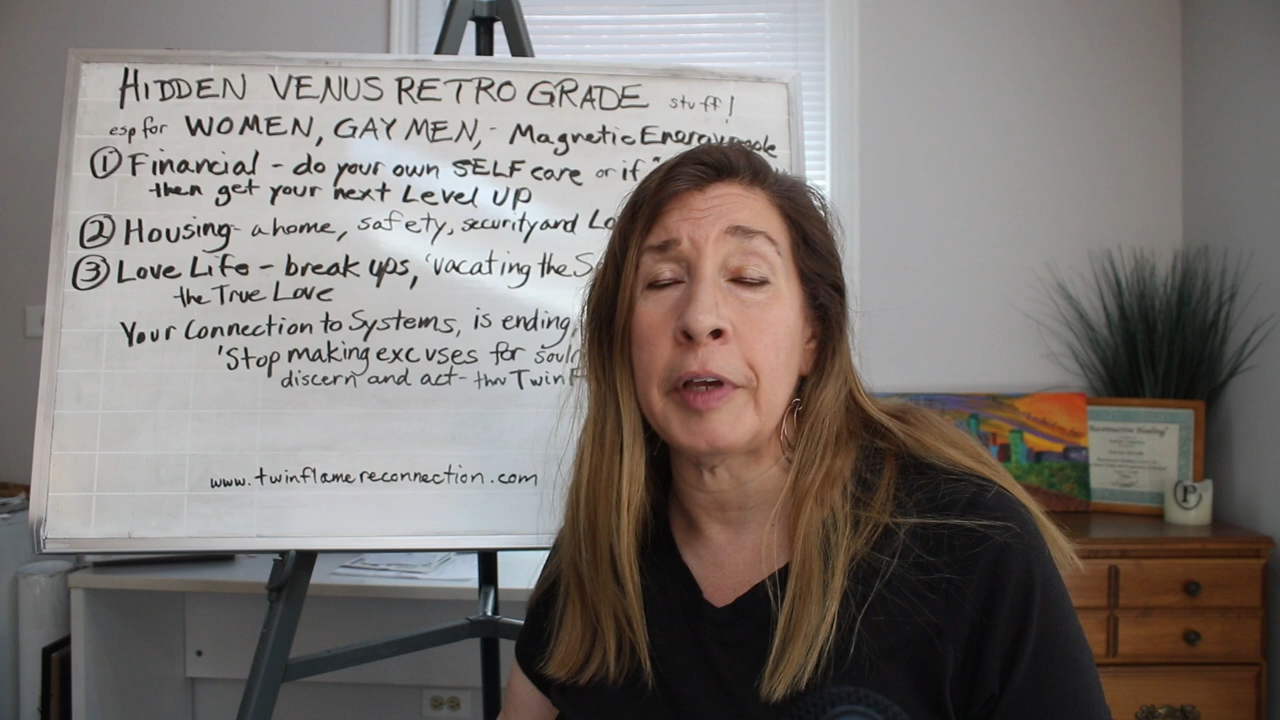 HIDDEN VENUS RETROGRADE stuff!
esp for WOMEN, GAY MEN, - Magnetic Energy people
① Financial - do your own SELF care or if
then get your next Level UP
② Housing - a home, safety, security and
③ Love Life - break ups, 'vacating the
the True Love
Your Connection to Systems, is ending,
'Stop making excuses for
discern and act - thru Twin
www.twinflamereconnection.com
Reconnective Healing
P